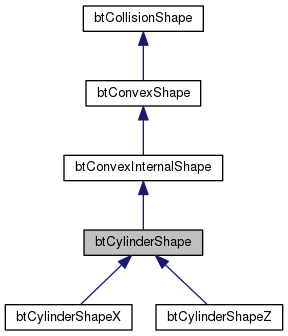 btCollisionShape
btConvexShape
btConvexInternalShape
btCylinderShape
btCylinderShapeX
btCylinderShapeZ